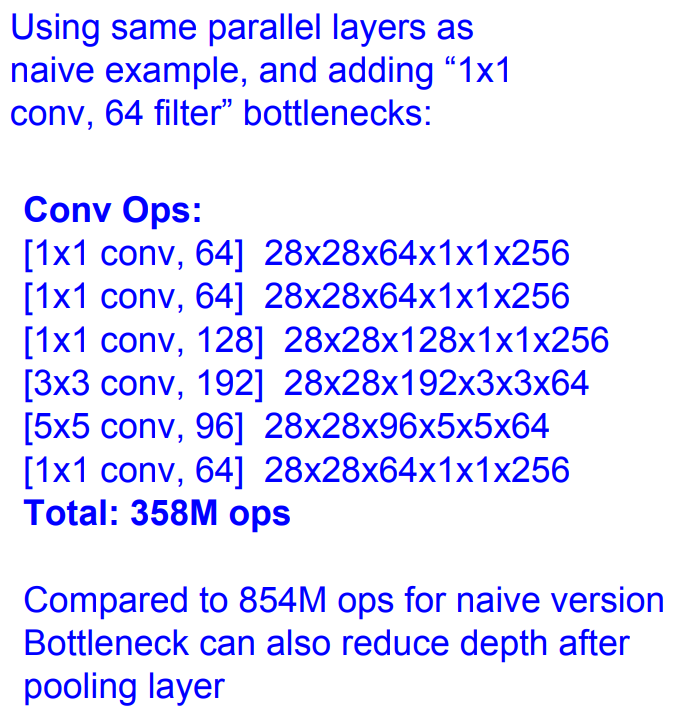 Using same parallel layers as
naive example, and adding “1x1
conv, 64 filter” bottlenecks:
Conv Ops:
[1x1 conv, 64] 28x28x64x1x1x256
[1x1 conv, 64] 28x28x64x1x1x256
[1x1 conv, 128] 28x28x128x1x1x256
[3x3 conv, 192] 28x28x192x3x3x64
[5x5 conv, 96] 28x28x96x5x5x64
[1x1 conv, 64] 28x28x64x1x1x256
Total: 358M ops
Compared to 854M ops for naive version
Bottleneck can also reduce depth after
pooling layer